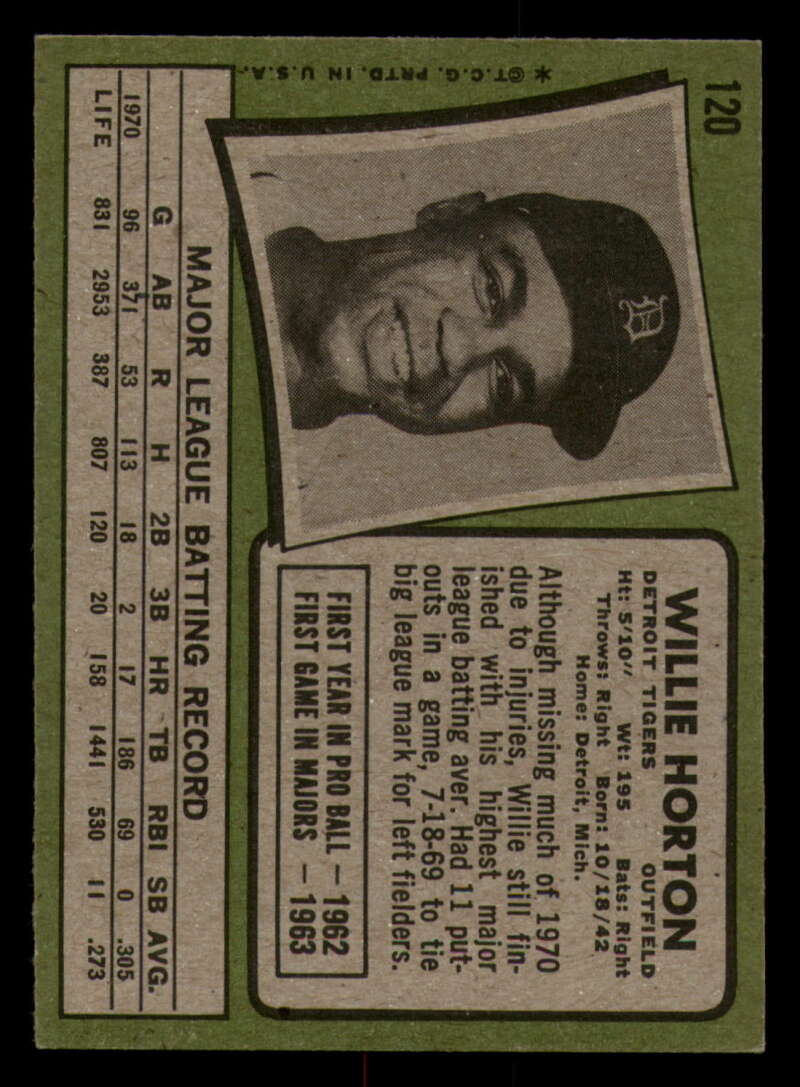 120
* ©T.C.G. PRTD. IN U.S.A.
D
WILLIE HORTON
DETROIT TIGERS OUTFIELD
Ht: 5'10" Wt: 195 Bats: Right
Throws: Right Born: 10/18/42
Home: Detroit, Mich.
Although missing much of 1970
due to injuries, Willie still fin-
ished with his highest major
league batting aver. Had 11 put-
outs in a game, 7-18-69 to tie
big league mark for left fielders.
FIRST YEAR IN PRO BALL — 1962
FIRST GAME IN MAJORS — 1963
MAJOR LEAGUE BATTING RECORD
G AB R H 2B 3B HR TB RBI SB AVG.
1970 96 371 53 113 18 2 17 186 69 0 .305
LIFE 831 2953 387 807 120 20 158 1441 530 11 .273